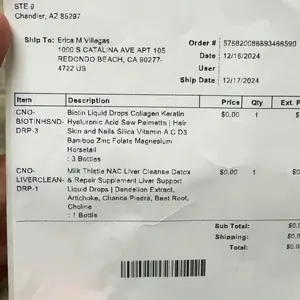 STE 9
Chandler, AZ 85297
Ship To: Erica M Villegas
1000 S CATALINA AVE APT 105
REDONDO BEACH, CA 90277-
4722 US
Order #
Date 12/16/2024
User
Ship Date 12/17/2024
Item Description Price Qty Ext. P
CNO- Biotin Liquid Drops Collagen Keratin $0.00 1 $0.
BIOTINHSND- Hyaluronic Acid Saw Palmetto | Hair
DRP-3 Skin and Nails Silica Vitamin A C D3
Bamboo Zinc Folate Magnesium
Horsetail
: 3 Bottles
CNO- Milk Thistle NAC Liver Cleanse Detox $0.00 1 $0.
LIVERCLEAN- & Repair Supplement Liver Support
DRP-1 Liquid Drops | Dandelion Extract,
Artichoke, Chanca Piedra, Beet Root,
Choline
: 1 Bottle
Sub Total: $0.
Shipping: $0.
Total: $0.